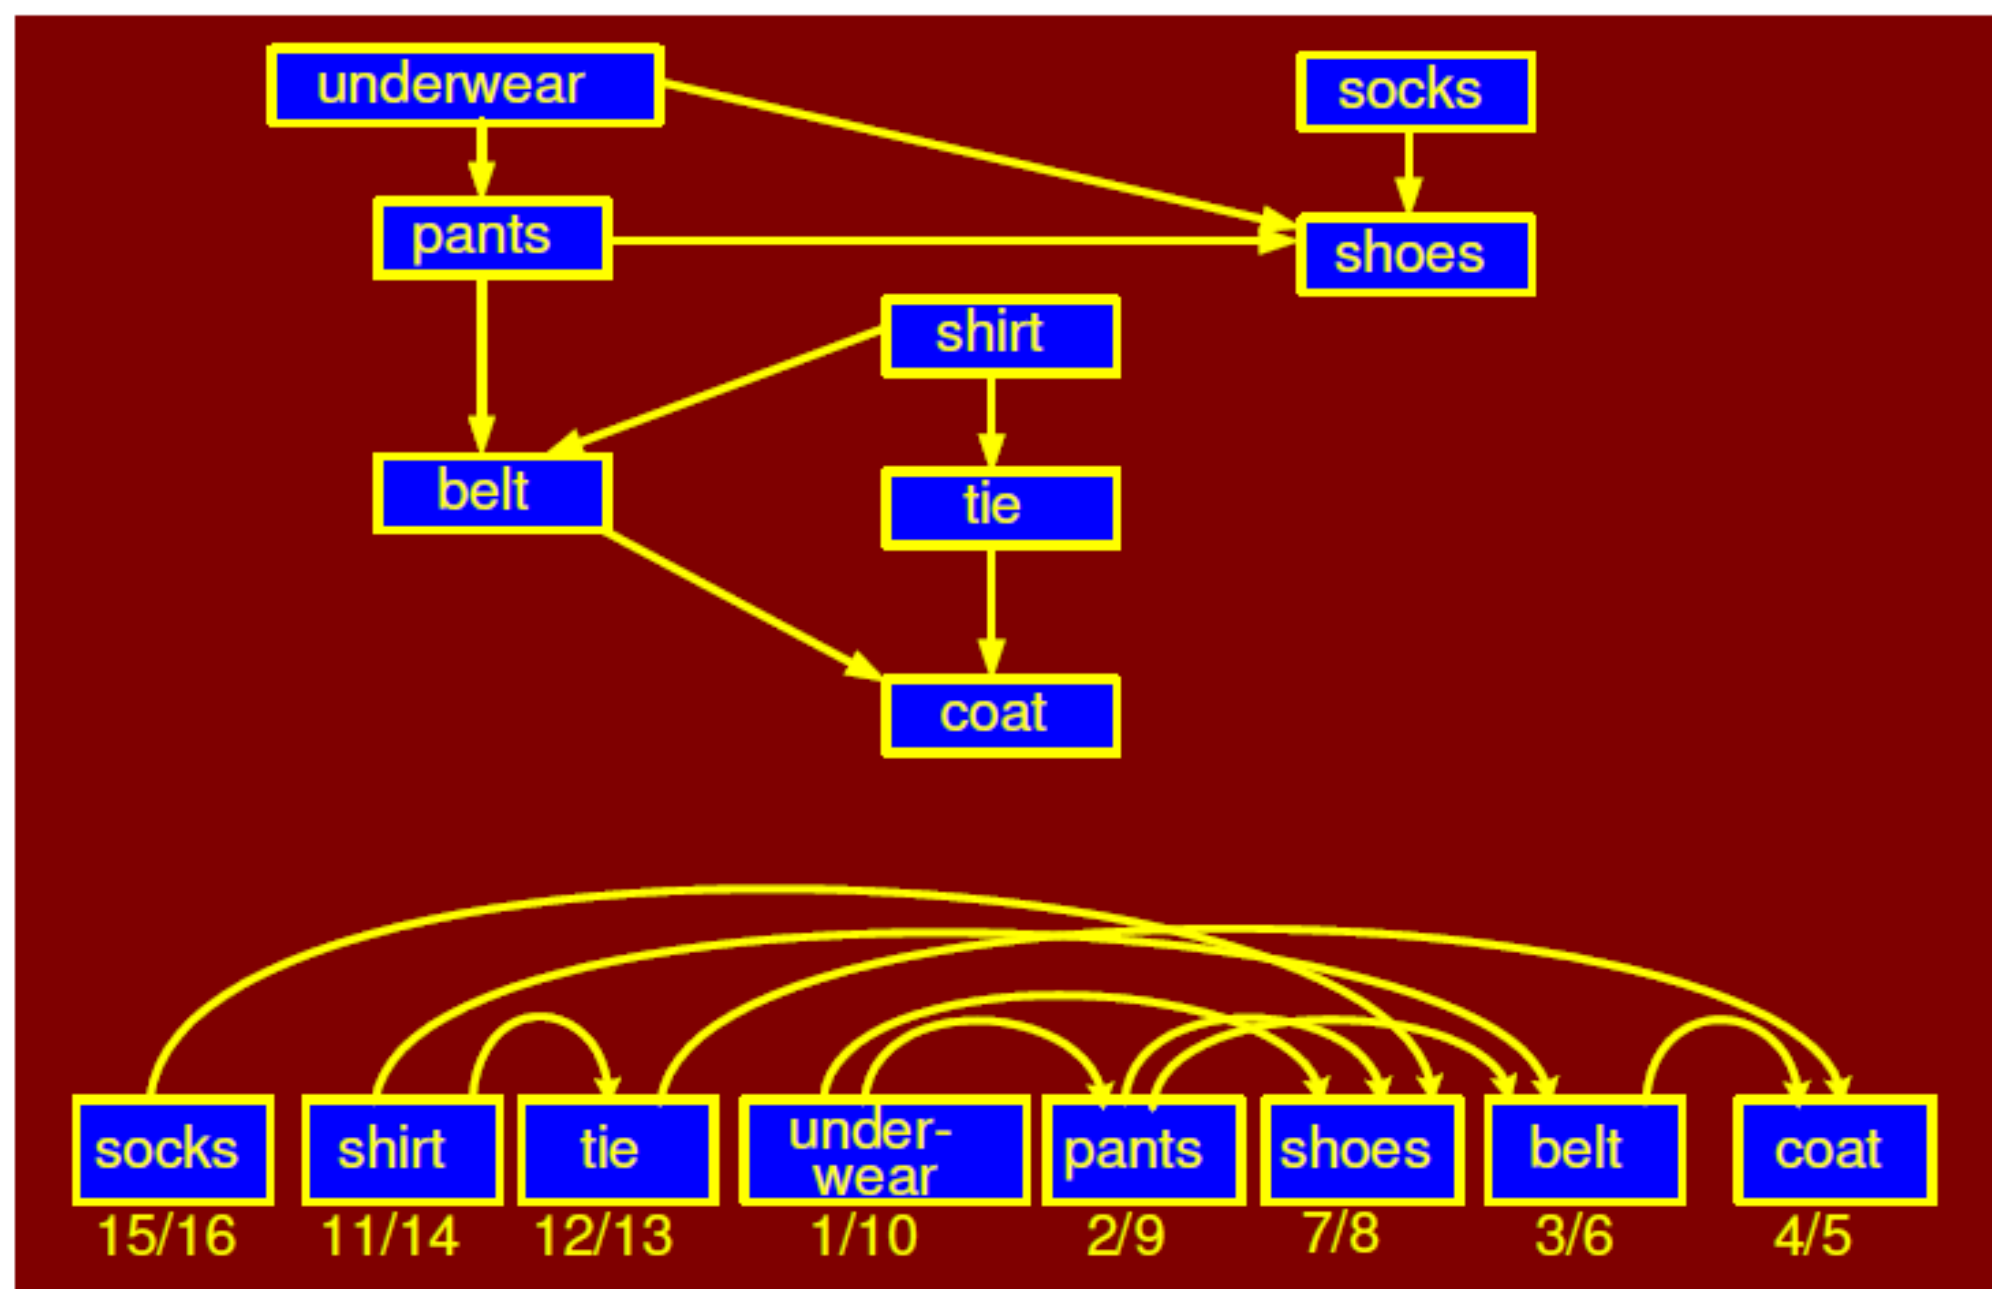 underwear
socks
pants
shoes
shirt
belt
tie
coat
socks
shirt
tie
under-
wear
pants
shoes
belt
coat
15/16
11/14
12/13
1/10
2/9
7/8
3/6
4/5